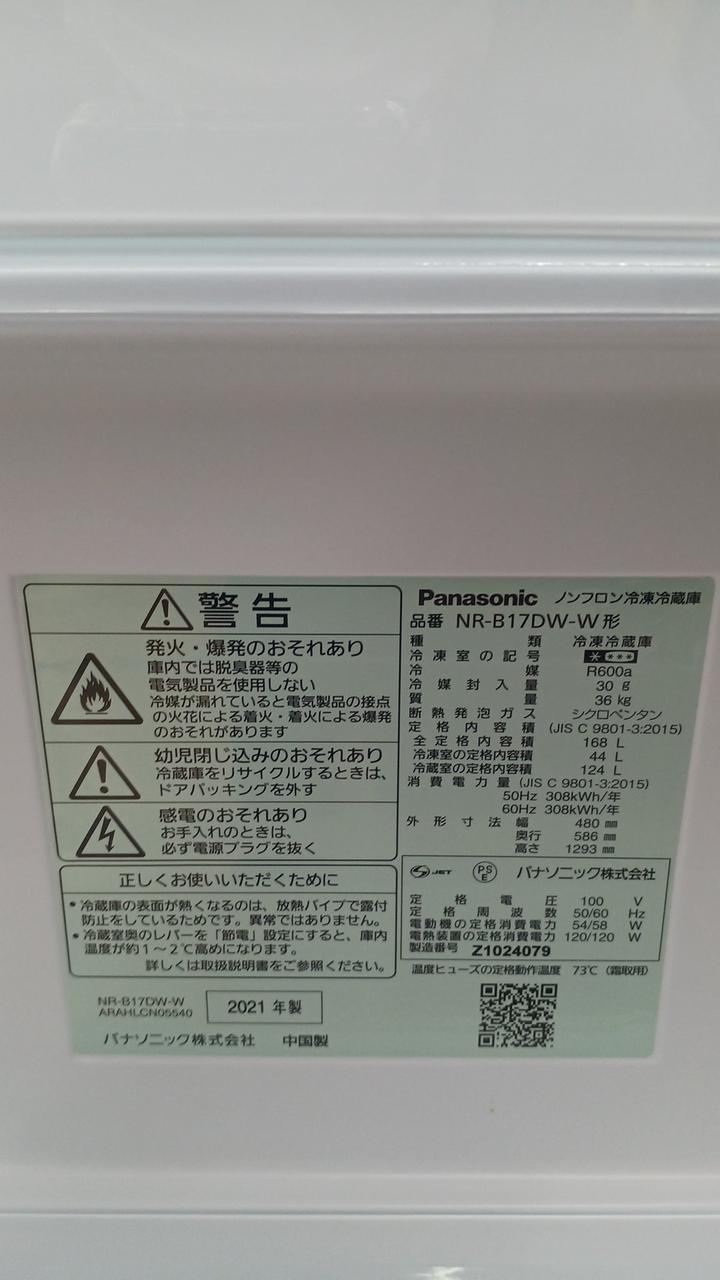 警告
発火・爆発のおそれあり
庫内では脱臭器等の
電気製品を使用しない
冷媒が漏れていると電気製品の接点
の火花による着火・着火による爆発
のおそれがあります
幼児閉じ込みのおそれあり
冷蔵庫をリサイクルするときは、
ドアパッキングを外す
感電のおそれあり
お手入れのときは、
必ず電源プラグを抜く
正しくお使いいただくために
• 冷蔵庫の表面が熱くなるのは、放熱パイプで露付
防止をしているためです。異常ではありません。
• 冷蔵室奥のレバーを「節電」設定にすると、庫内
温度が約1～2℃高めになります。
詳しくは取扱説明書をご参照ください。
NR-B17DW-W
ARAHLCN05540
2021 年製
パナソニック株式会社 中国製
Panasonic ノンフロン冷凍冷蔵庫
品番 NR-B17DW-W 形
種類 冷凍冷蔵庫
冷凍室の記号 * ***
冷媒 R600a
冷媒封入量 30 g
質量 36 kg
断熱発泡ガス シクロペンタン
定格内容積 (JIS C 9801-3:2015)
全定格内容積 168 L
冷凍室の定格内容積 44 L
冷蔵室の定格内容積 124 L
消費電力量 (JIS C 9801-3:2015)
50Hz 308kWh/年
60Hz 308kWh/年
外形寸法 幅 480 mm
奥行 586 mm
高さ 1293 mm
S JET PS E パナソニック株式会社
定格電圧 100 V
定格周波数 50/60 Hz
電動機の定格消費電力 54/58 W
電熱装置の定格消費電力 120/120 W
製造番号 Z1024079
温度ヒューズの定格動作温度 73℃ (霜取用)